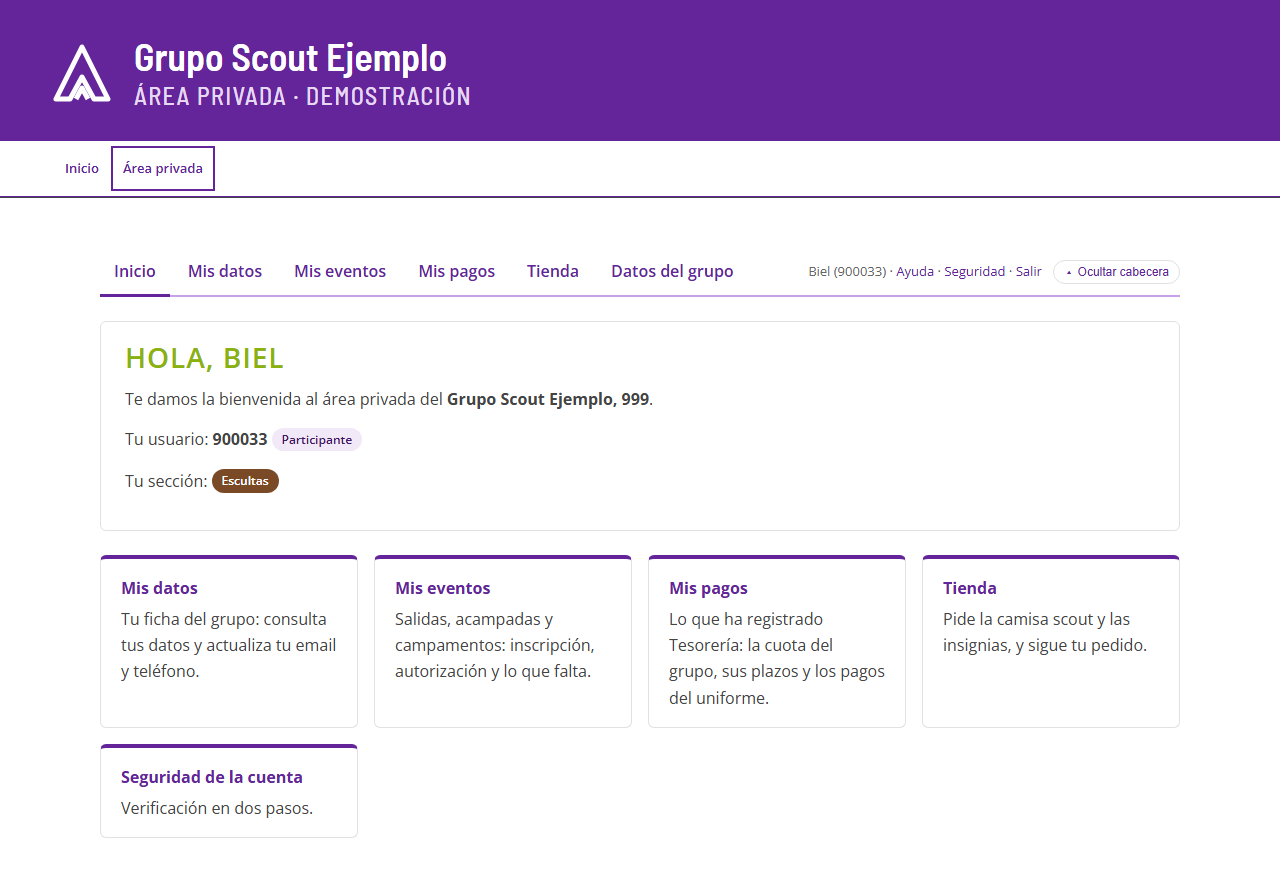 Grupo Scout Ejemplo
ÁREA PRIVADA · DEMOSTRACIÓN
Inicio
Área privada
Inicio
Mis datos
Mis eventos
Mis pagos
Tienda
Datos del grupo
Biel (900033) · Ayuda · Seguridad · Salir
▲ Ocultar cabecera
HOLA, BIEL
Te damos la bienvenida al área privada del Grupo Scout Ejemplo, 999.
Tu usuario: 900033 Participante
Tu sección: Escultas
Mis datos
Tu ficha del grupo: consulta
tus datos y actualiza tu email
y teléfono.
Mis eventos
Salidas, acampadas y
campamentos: inscripción,
autorización y lo que falta.
Mis pagos
Lo que ha registrado
Tesorería: la cuota del
grupo, sus plazos y los pagos
del uniforme.
Tienda
Pide la camisa scout y las
insignias, y sigue tu pedido.
Seguridad de la cuenta
Verificación en dos pasos.